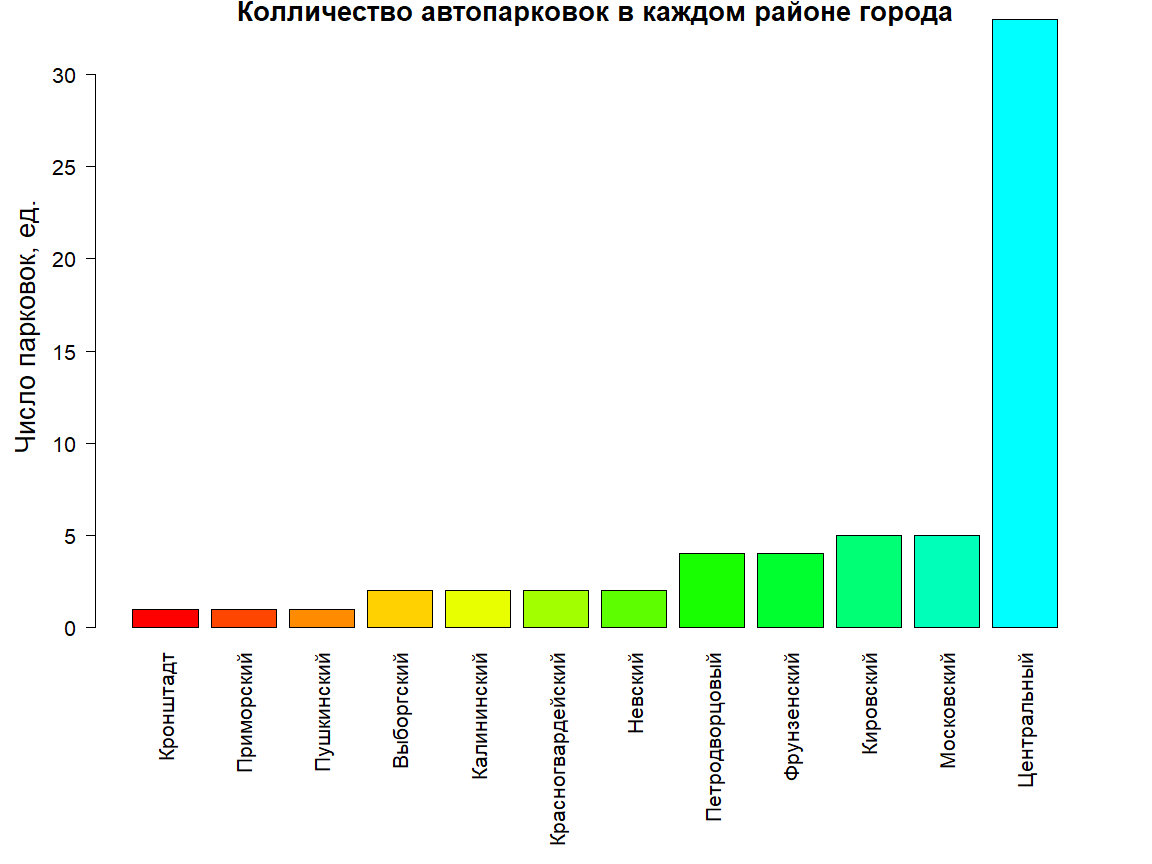 Колличество автопарковок в каждом районе города
Число парковок, ед.
30
25
20
15
10
5
0
Кронштадт
Приморский
Пушкинский
Выборгский
Калининский
Красногвардейский
Невский
Петродворцовый
Фрунзенский
Кировский
Московский
Центральный